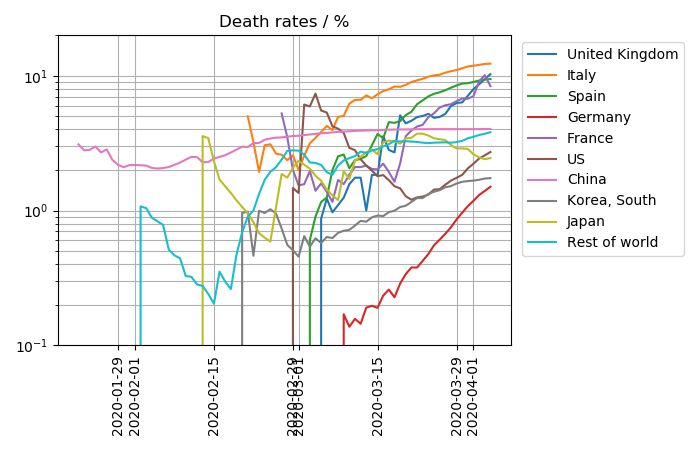 Death rates / %
10¹
10⁰
10⁻¹
2020-01-29
2020-02-01
2020-02-15
2020-02-29
2020-03-01
2020-03-15
2020-03-29
2020-04-01
United Kingdom
Italy
Spain
Germany
France
US
China
Korea, South
Japan
Rest of world